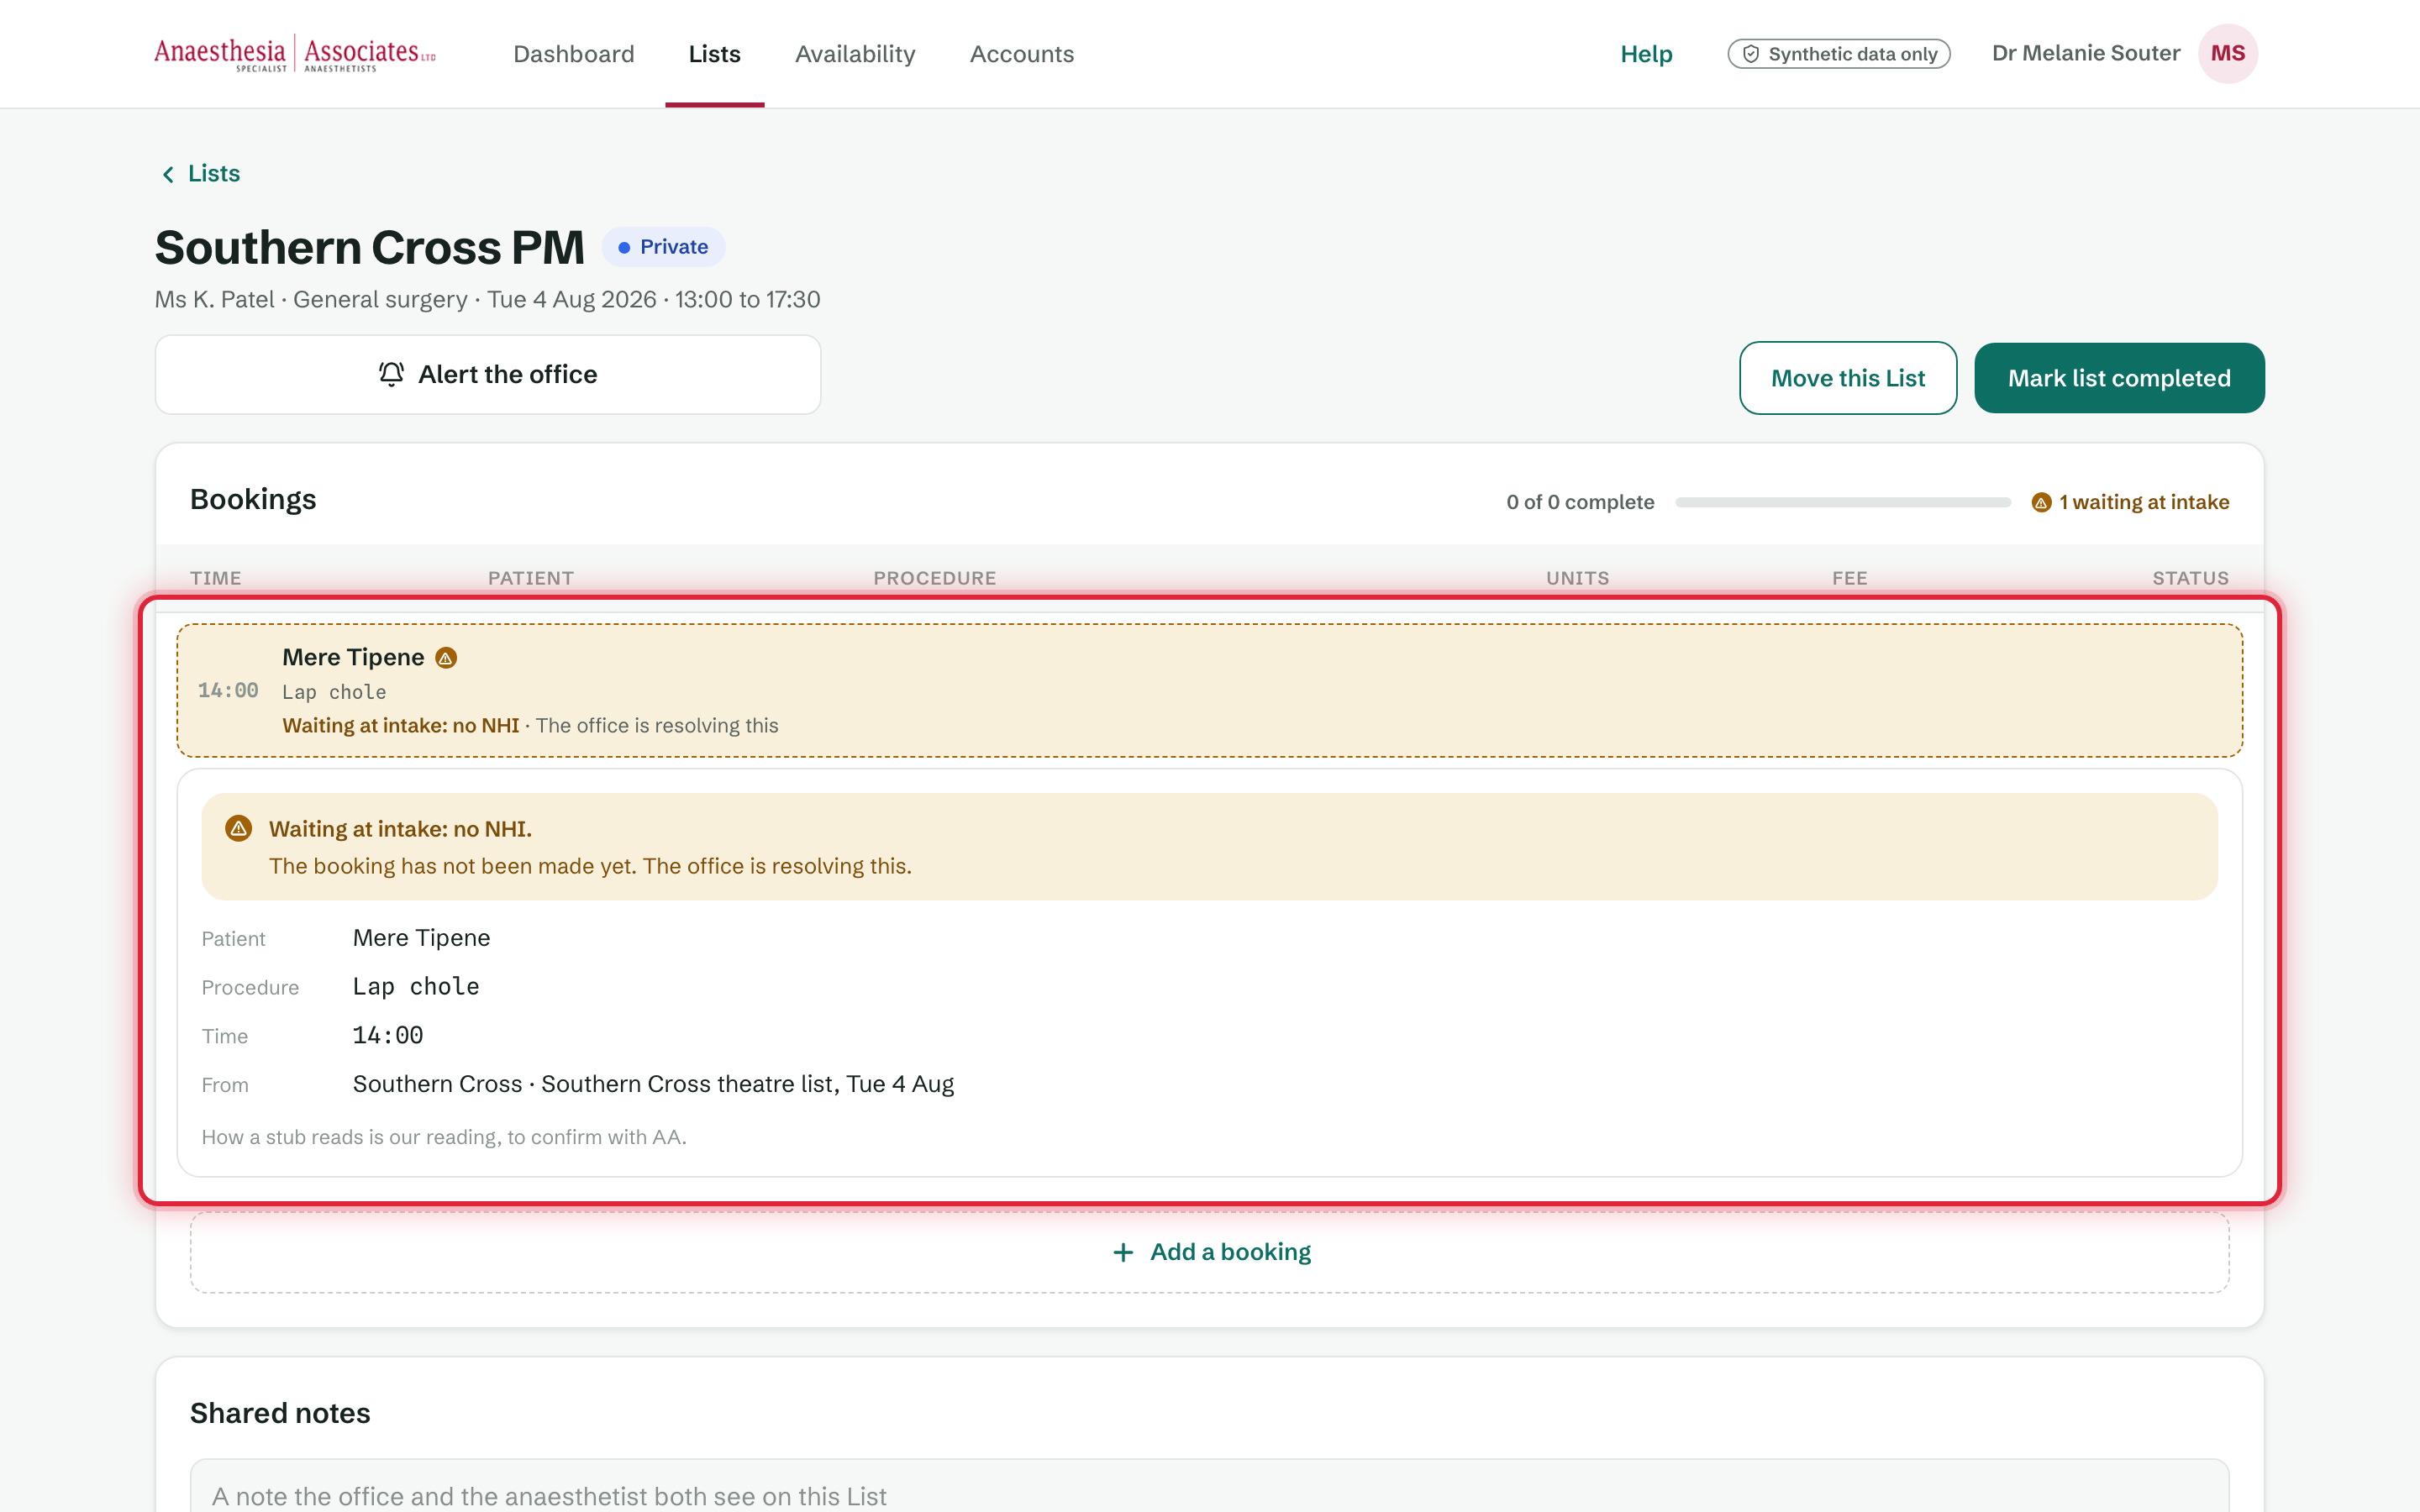 Anaesthesia Associates LTD
SPECIALIST ANAESTHETISTS
Dashboard
Lists
Availability
Accounts
Help
Synthetic data only
Dr Melanie Souter
MS
Lists
Southern Cross PM
Private
Ms K. Patel · General surgery · Tue 4 Aug 2026 · 13:00 to 17:30
Alert the office
Move this List
Mark list completed
Bookings
0 of 0 complete
1 waiting at intake
TIME PATIENT PROCEDURE UNITS FEE STATUS
Mere Tipene
14:00
Lap chole
Waiting at intake: no NHI · The office is resolving this
Waiting at intake: no NHI.
The booking has not been made yet. The office is resolving this.
Patient Mere Tipene
Procedure Lap chole
Time 14:00
From Southern Cross · Southern Cross theatre list, Tue 4 Aug
How a stub reads is our reading, to confirm with AA.
+ Add a booking
Shared notes
A note the office and the anaesthetist both see on this List